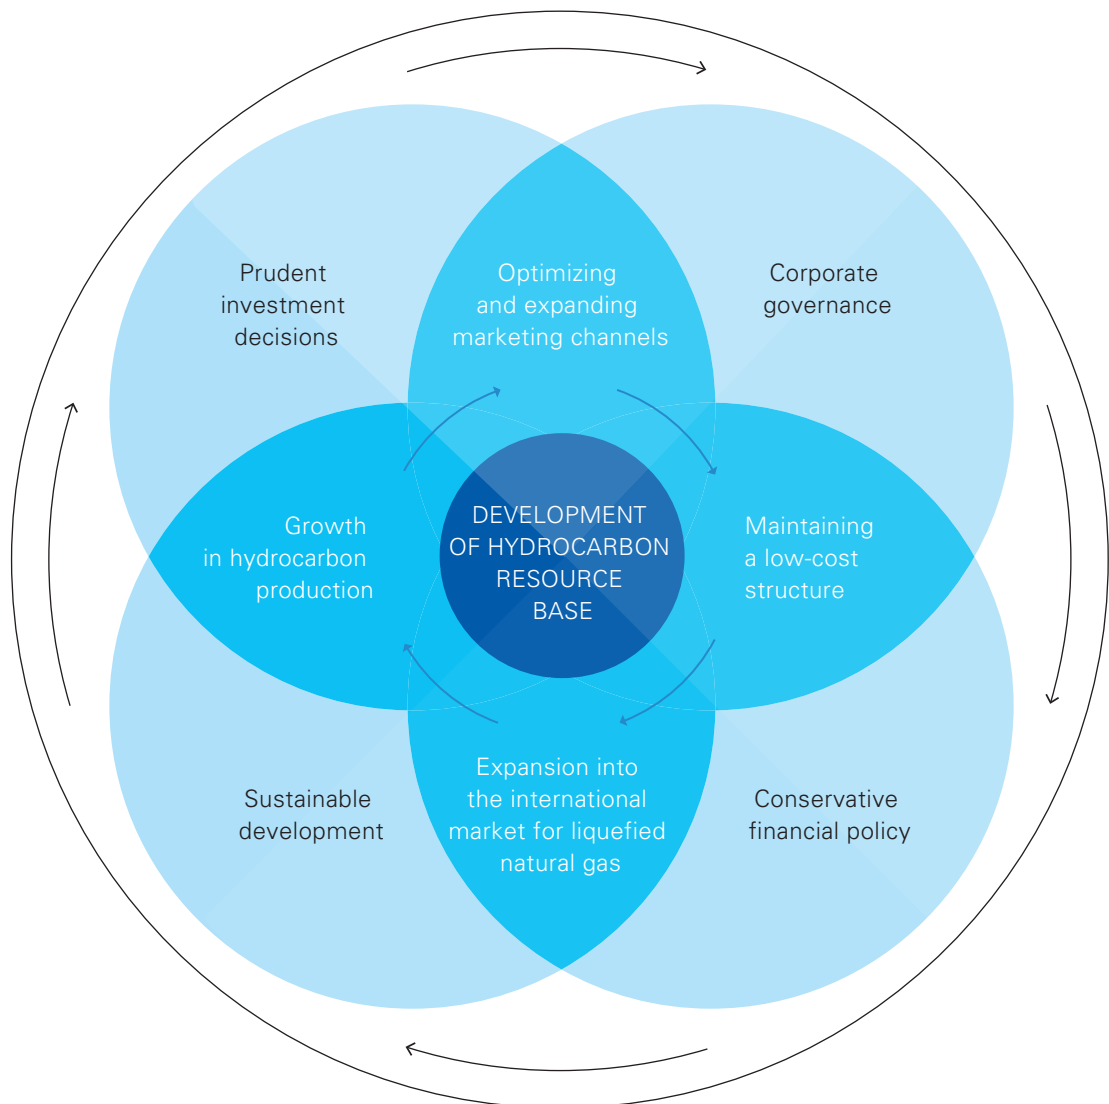 Prudent
investment
decisions
Optimizing
and expanding
marketing channels
Corporate
governance
Growth
in hydrocarbon
production
DEVELOPMENT
OF HYDROCARBON
RESOURCE
BASE
Maintaining
a low-cost
structure
Sustainable
development
Expansion into
the international
market for liquefied
natural gas
Conservative
financial policy